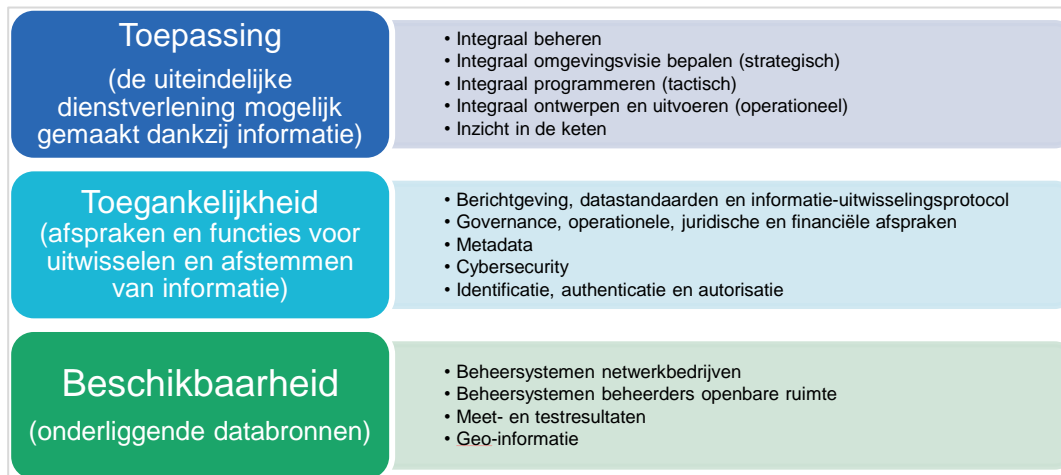 Toepassing
(de uiteindelijke
dienstverlening mogelijk
gemaakt dankzij informatie)
• Integraal beheren
• Integraal omgevingsvisie bepalen (strategisch)
• Integraal programmeren (tactisch)
• Integraal ontwerpen en uitvoeren (operationeel)
• Inzicht in de keten
Toegankelijkheid
(afspraken en functies voor
uitwisselen en afstemmen
van informatie)
• Berichtgeving, datastandaarden en informatie-uitwisselingsprotocol
• Governance, operationele, juridische en financiële afspraken
• Metadata
• Cybersecurity
• Identificatie, authenticatie en autorisatie
Beschikbaarheid
(onderliggende databronnen)
• Beheersystemen netwerkbedrijven
• Beheersystemen beheerders openbare ruimte
• Meet- en testresultaten
• Geo-informatie